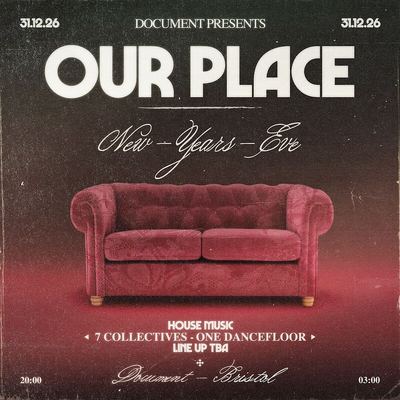 31.12.26 DOCUMENT PRESENTS 31.12.26
OUR PLACE
New - Years - Eve
HOUSE MUSIC
7 COLLECTIVES - ONE DANCEFLOOR
LINE UP TBA
Document - Bristol
20:00 03:00